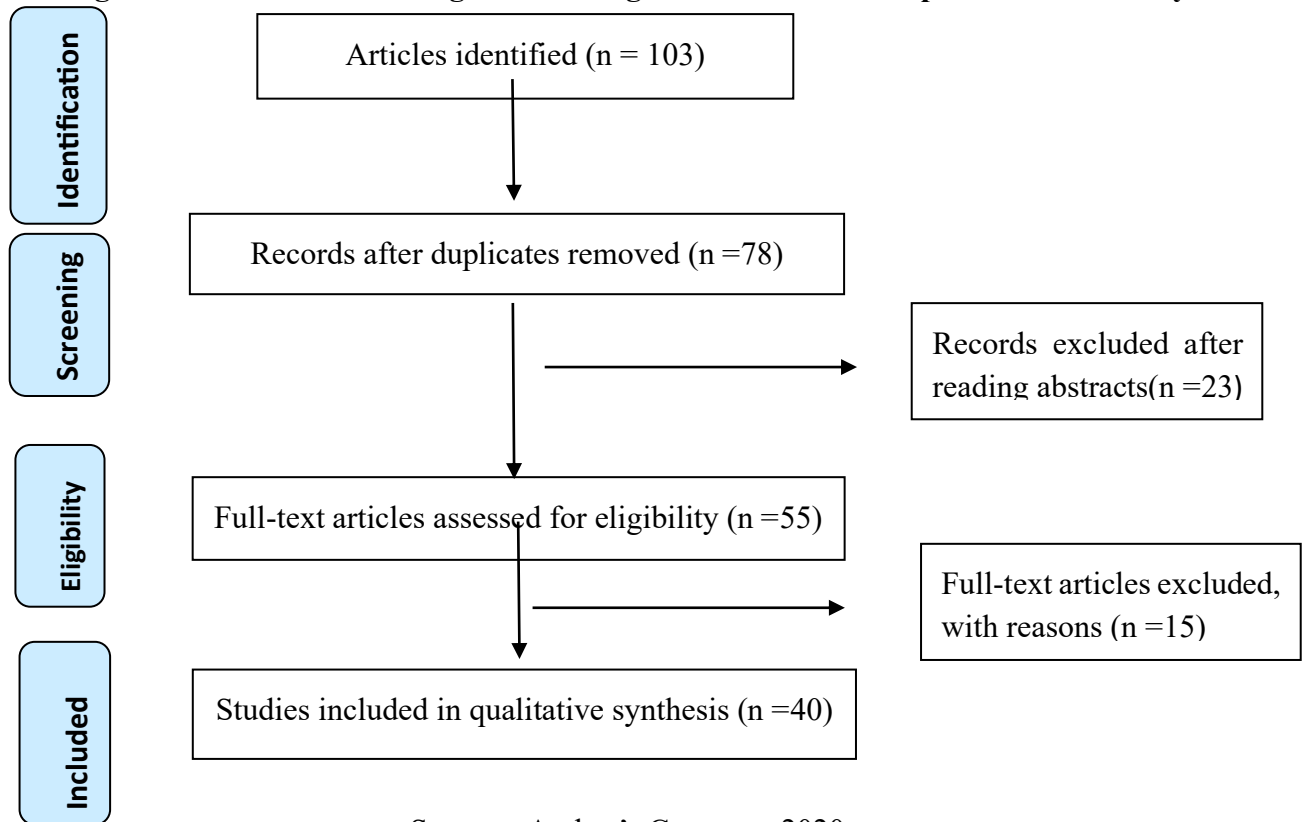 Identification
Articles identified (n = 103)
Records after duplicates removed (n =78)
Screening
Records excluded after
reading abstracts(n =23)
Eligibility
Full-text articles assessed for eligibility (n =55)
Full-text articles excluded,
with reasons (n =15)
Included
Studies included in qualitative synthesis (n =40)